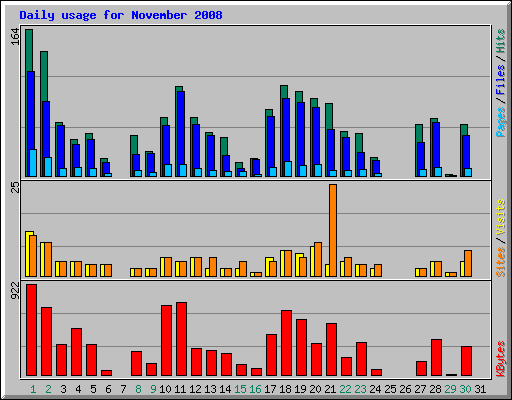 Daily usage for November 2008
164
Pages / Files / Hits
25
Sites / Visits
922
KBytes
1 2 3 4 5 6 7 8 9 10 11 12 13 14 15 16 17 18 19 20 21 22 23 24 25 26 27 28 29 30 31